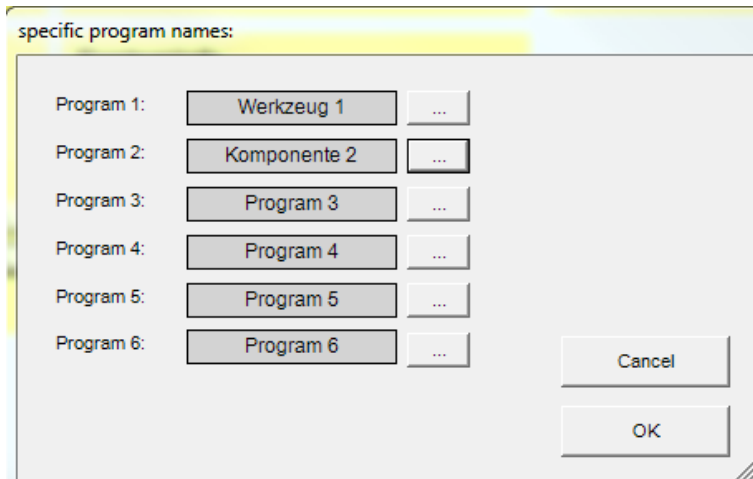 specific program names:
Program 1: Werkzeug 1 ...
Program 2: Komponente 2 ...
Program 3: Program 3 ...
Program 4: Program 4 ...
Program 5: Program 5 ...
Program 6: Program 6 ...
Cancel
OK